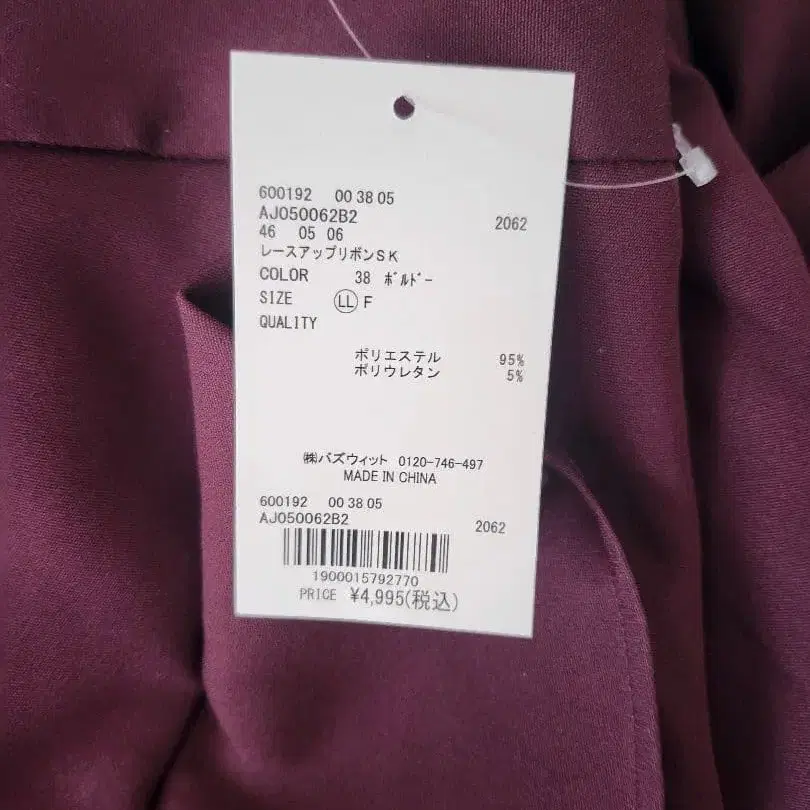 600192 00 38 05
AJ050062B2 2062
46 05 06
レースアップリボンSK
COLOR 38 ボルドー
SIZE LL F
QUALITY
ポリエステル 95%
ポリウレタン 5%
㈱バズウィット 0120-746-497
MADE IN CHINA
600192 00 38 05
AJ050062B2 2062
1900015792770
PRICE ¥4,995(税込)